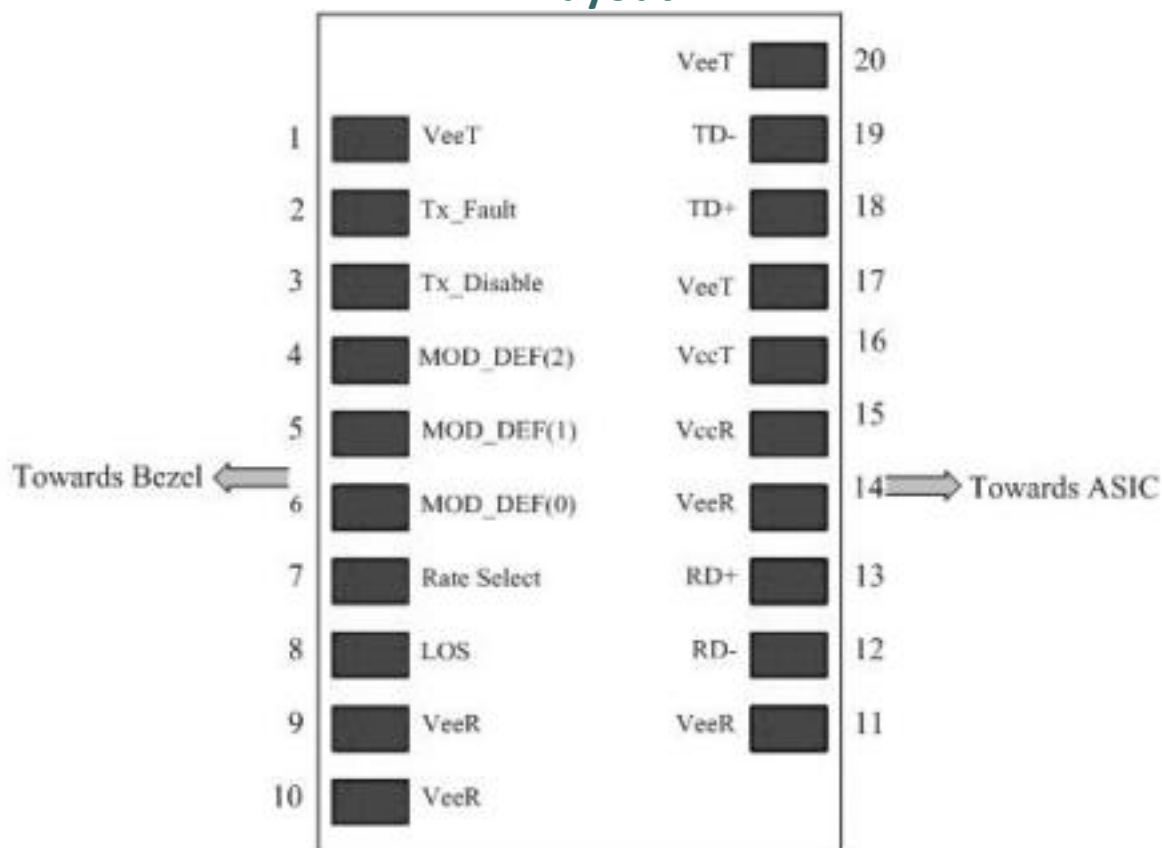 VeeT 20
1 VeeT TD- 19
2 Tx_Fault TD+ 18
3 Tx_Disable VeeT 17
4 MOD_DEF(2) VccT 16
5 MOD_DEF(1) VccR 15
Towards Bezel 14 Towards ASIC
6 MOD_DEF(0) VeeR
7 Rate Select RD+ 13
8 LOS RD- 12
9 VeeR VeeR 11
10 VeeR